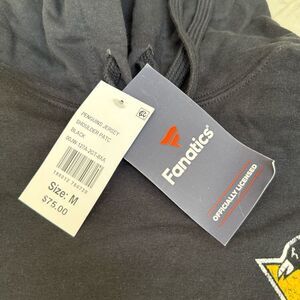 PENGUINS JERSEY
SHOULDER PATC
BLACK
Size: M
$75.00
Fanatics
OFFICIALLY LICENSED